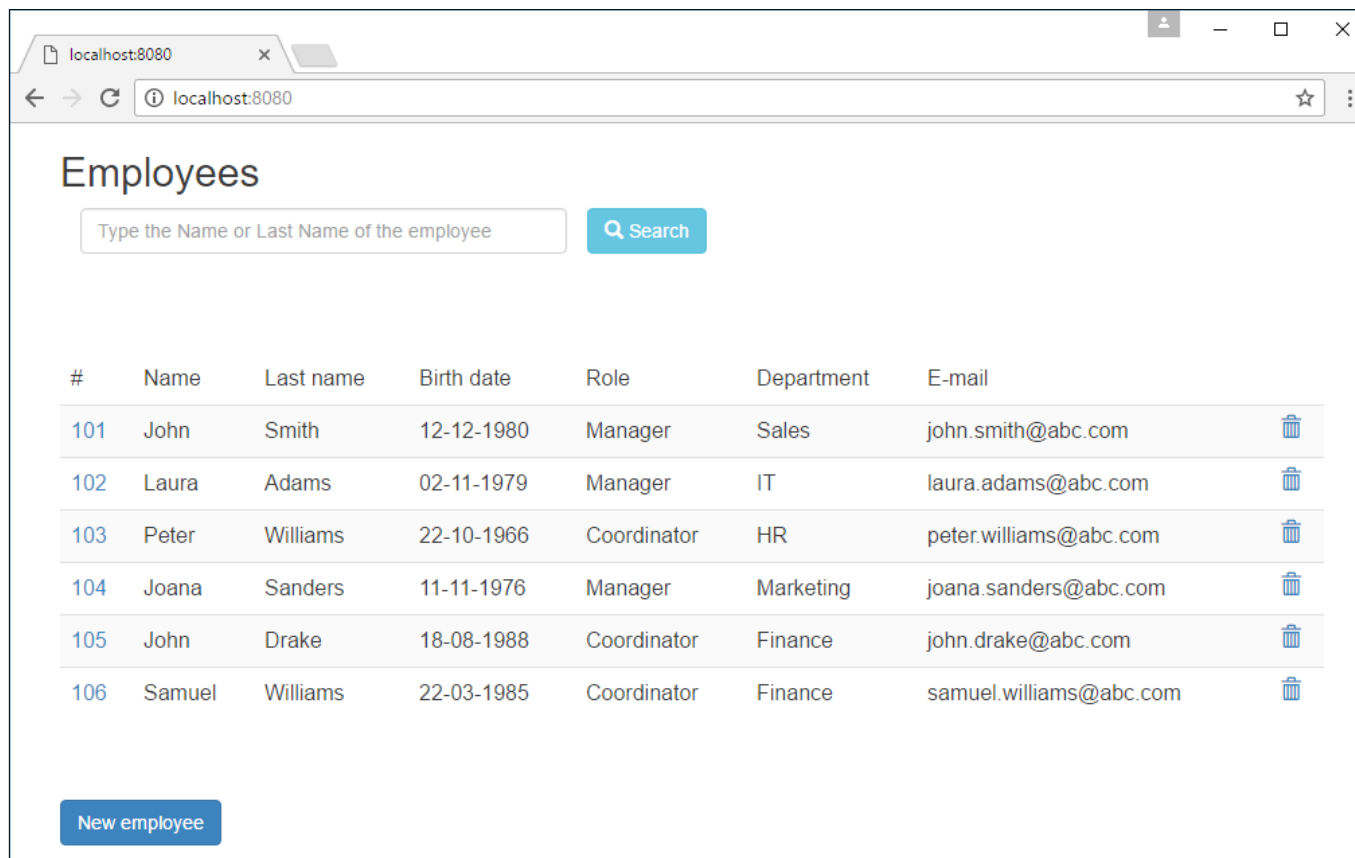 localhost:8080
localhost:8080
Employees
Type the Name or Last Name of the employee Search
# Name Last name Birth date Role Department E-mail
101 John Smith 12-12-1980 Manager Sales john.smith@abc.com
102 Laura Adams 02-11-1979 Manager IT laura.adams@abc.com
103 Peter Williams 22-10-1966 Coordinator HR peter.williams@abc.com
104 Joana Sanders 11-11-1976 Manager Marketing joana.sanders@abc.com
105 John Drake 18-08-1988 Coordinator Finance john.drake@abc.com
106 Samuel Williams 22-03-1985 Coordinator Finance samuel.williams@abc.com
New employee